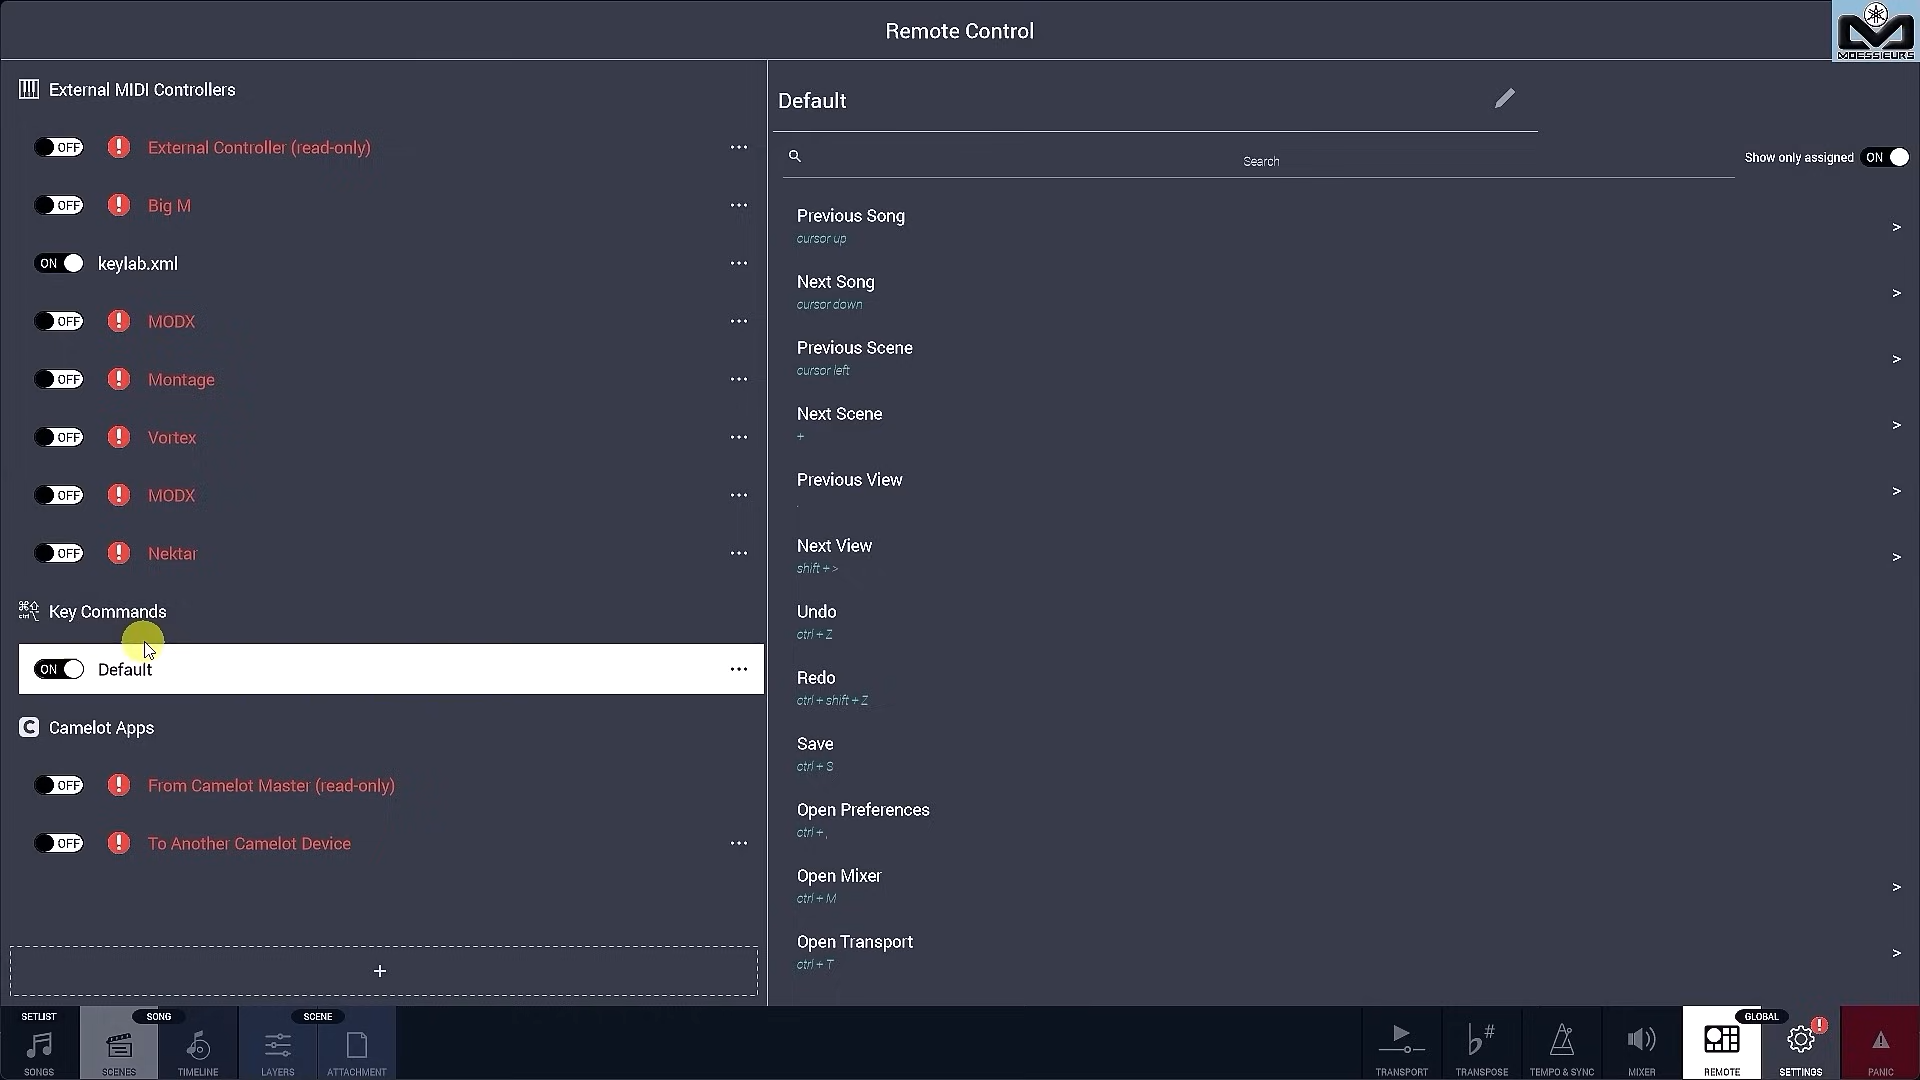 Remote Control
MOESSIEURS
External MIDI Controllers
OFF External Controller (read-only)
OFF Big M
ON keylab.xml
OFF MODX
OFF Montage
OFF Vortex
OFF MODX
OFF Nektar
Key Commands
ON Default
Camelot Apps
OFF From Camelot Master (read-only)
OFF To Another Camelot Device
+
Default
Search
Show only assigned ON
Previous Song
cursor up
Next Song
cursor down
Previous Scene
cursor left
Next Scene
+
Previous View
Next View
shift + >
Undo
ctrl + Z
Redo
ctrl + shift + Z
Save
ctrl + S
Open Preferences
ctrl + ,
Open Mixer
ctrl + M
Open Transport
ctrl + T
SETLIST
SONG
SCENE
GLOBAL
SONGS
SCENES
TIMELINE
LAYERS
ATTACHMENT
TRANSPORT
TRANSPOSE
TEMPO & SYNC
MIXER
REMOTE
SETTINGS
PANIC